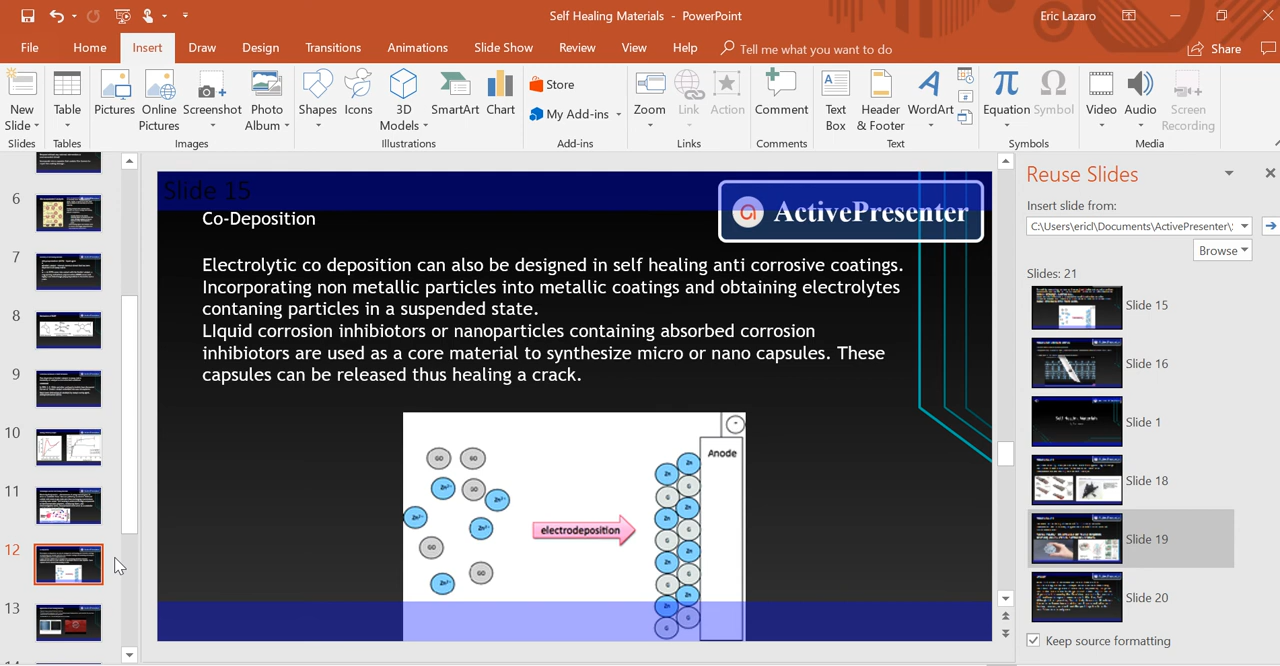 Self Healing Materials - PowerPoint
Eric Lazaro
File Home Insert Draw Design Transitions Animations Slide Show Review View Help Tell me what you want to do Share
New Slide
Table
Pictures
Online Pictures
Screenshot
Photo Album
Shapes
Icons
3D Models
SmartArt
Chart
Store
My Add-ins
Zoom
Link
Action
Comment
Text Box
Header & Footer
WordArt
Equation
Symbol
Video
Audio
Screen Recording
Slides Tables Images Illustrations Add-ins Links Comments Text Symbols Media
6
7
8
9
10
11
12
13
Slide 15
ActivePresenter
Co-Deposition
Electrolytic co deposition can also be designed in self healing anti corrosive coatings.
Incorporating non metallic particles into metallic coatings and obtaining electrolytes
contaning particles in a suspended state.
LIquid corrosion inhibitors or nanoparticles containing absorbed corrosion
inhibiotors are used as a core material to synthesize micro or nano capsules. These
capsules can be released thus healing a crack.
electrodeposition
Anode
Reuse Slides
Insert slide from:
C:\Users\ericl\Documents\ActivePresenter\
Browse
Slides: 21
Slide 15
Slide 16
Slide 1
Slide 18
Slide 19
Slide 20
Keep source formatting